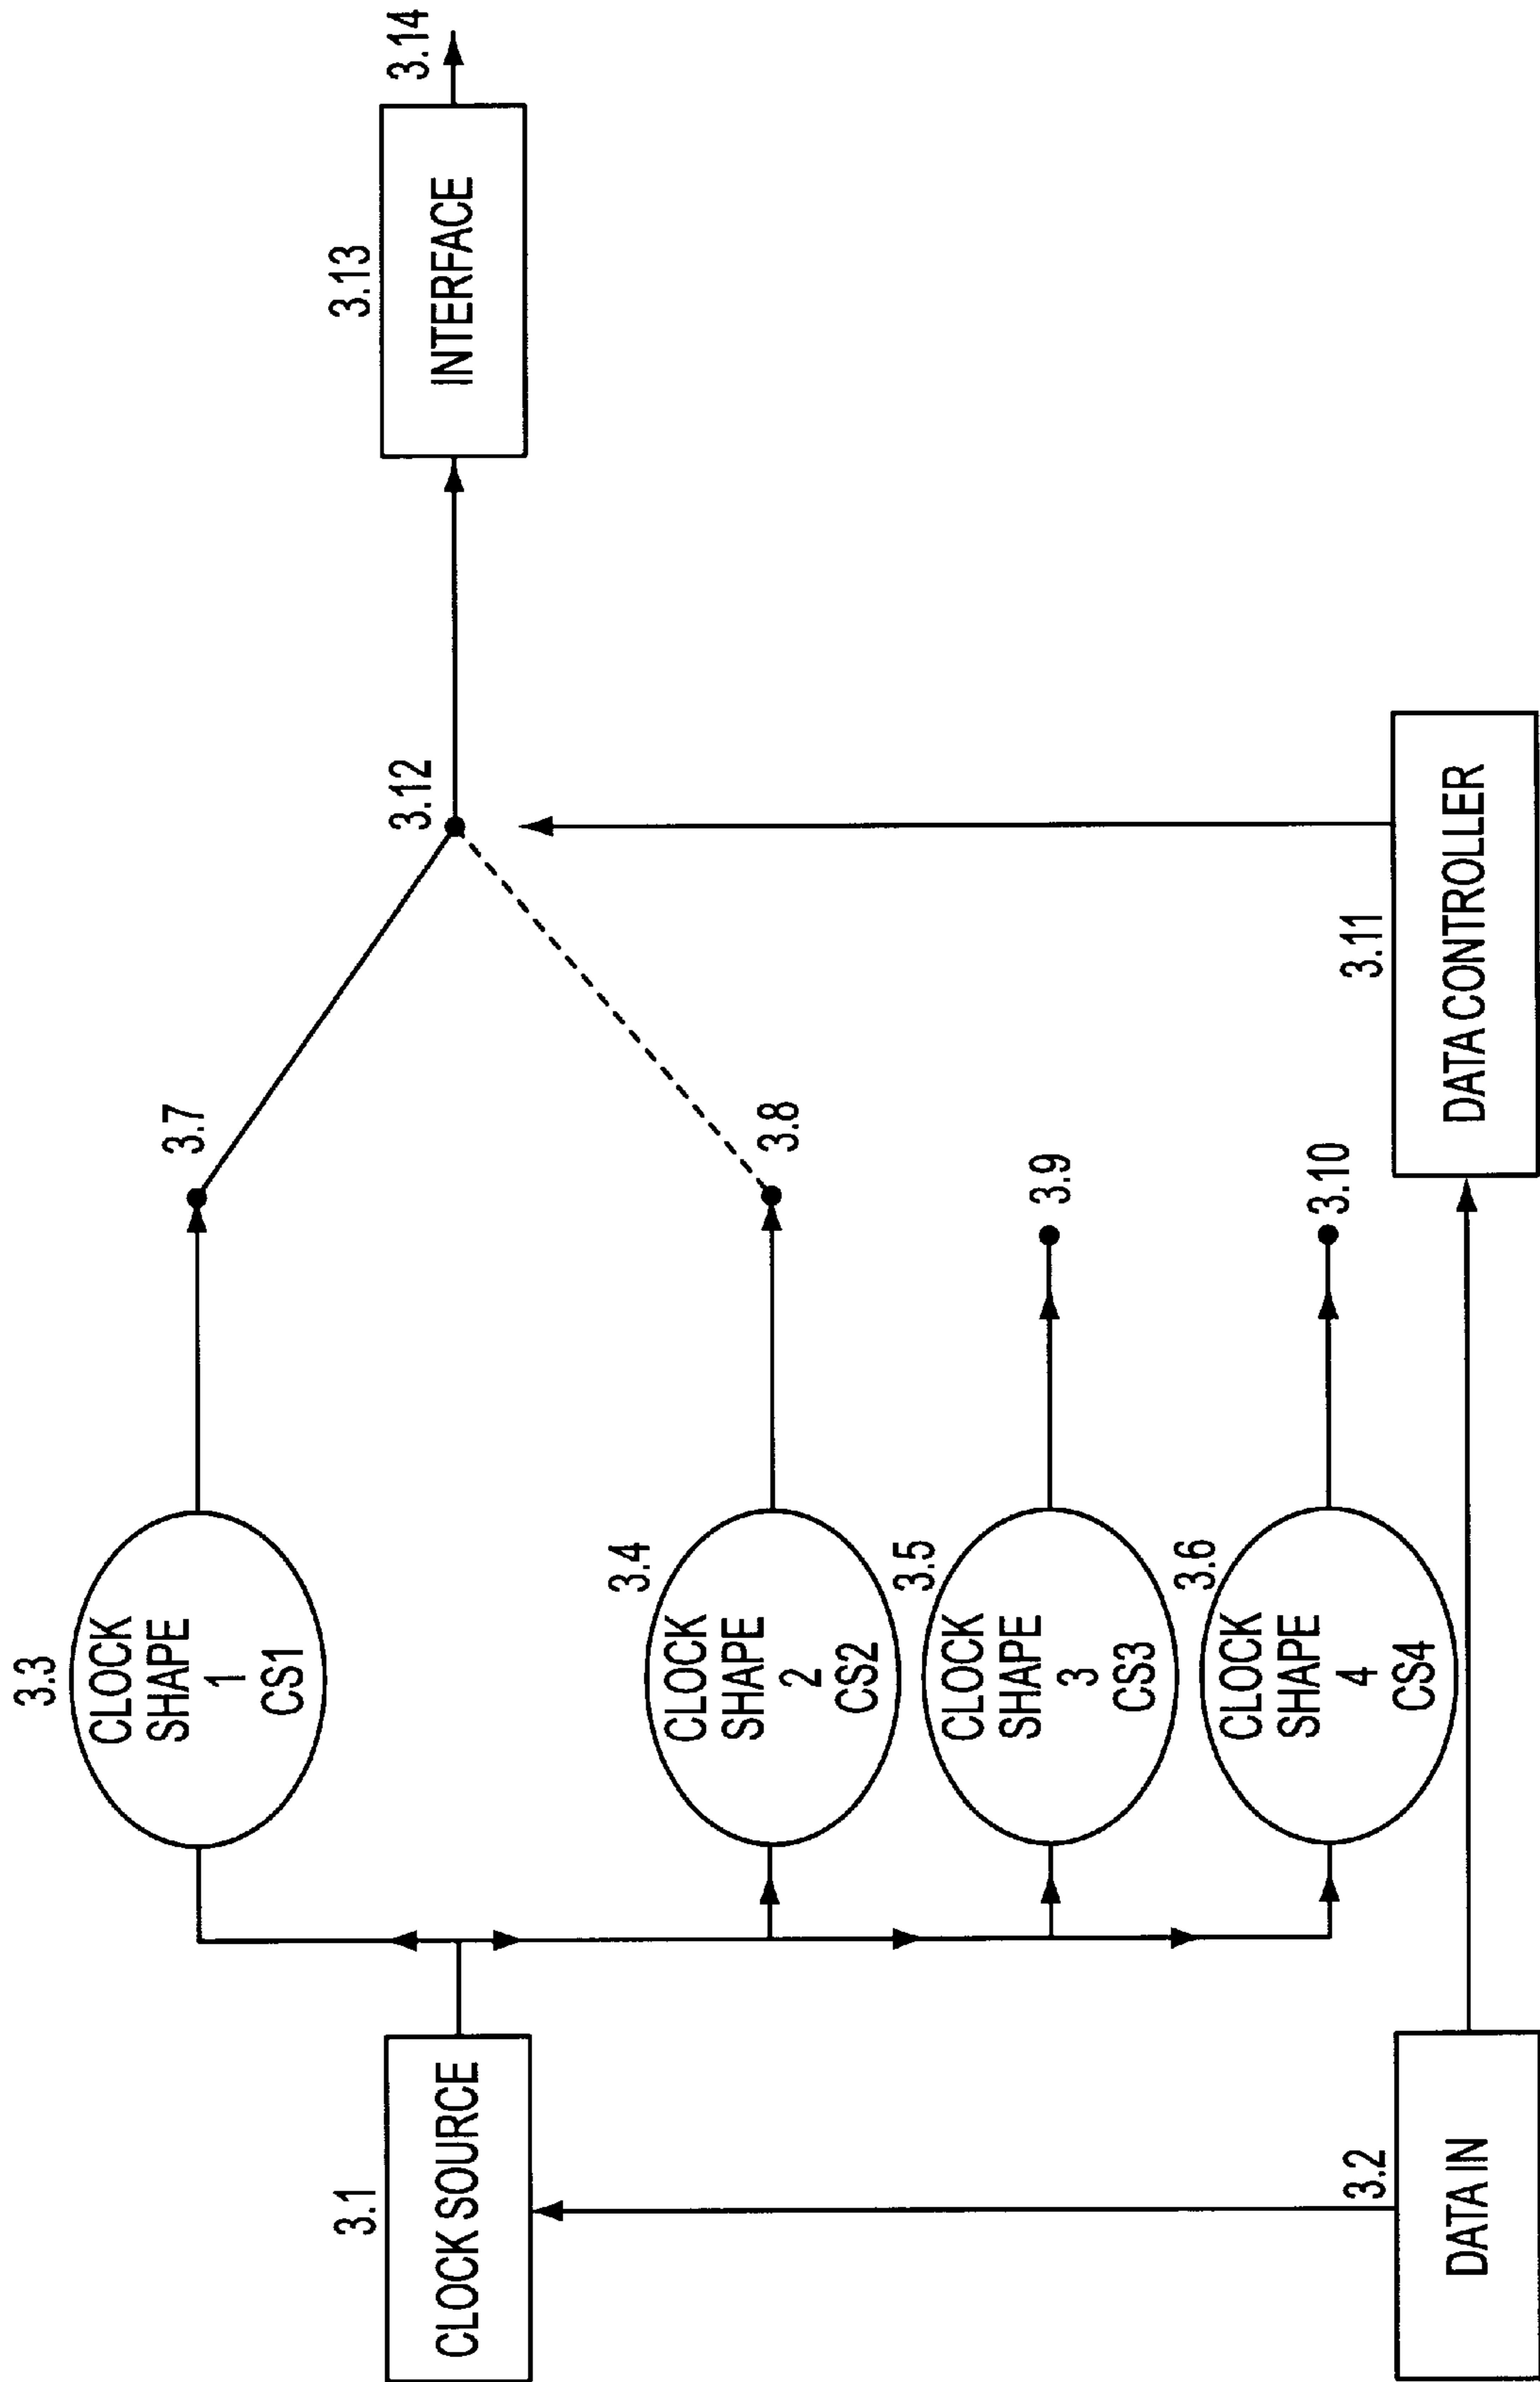 3.3
CLOCK
SHAPE
1
CS1
3.7
3.1
CLOCK SOURCE
3.12
3.13
INTERFACE
3.14
3.4
CLOCK
SHAPE
2
CS2
3.8
3.5
CLOCK
SHAPE
3
CS3
3.9
3.6
CLOCK
SHAPE
4
CS4
3.10
3.2
DATA IN
3.11
DATA CONTROLLER